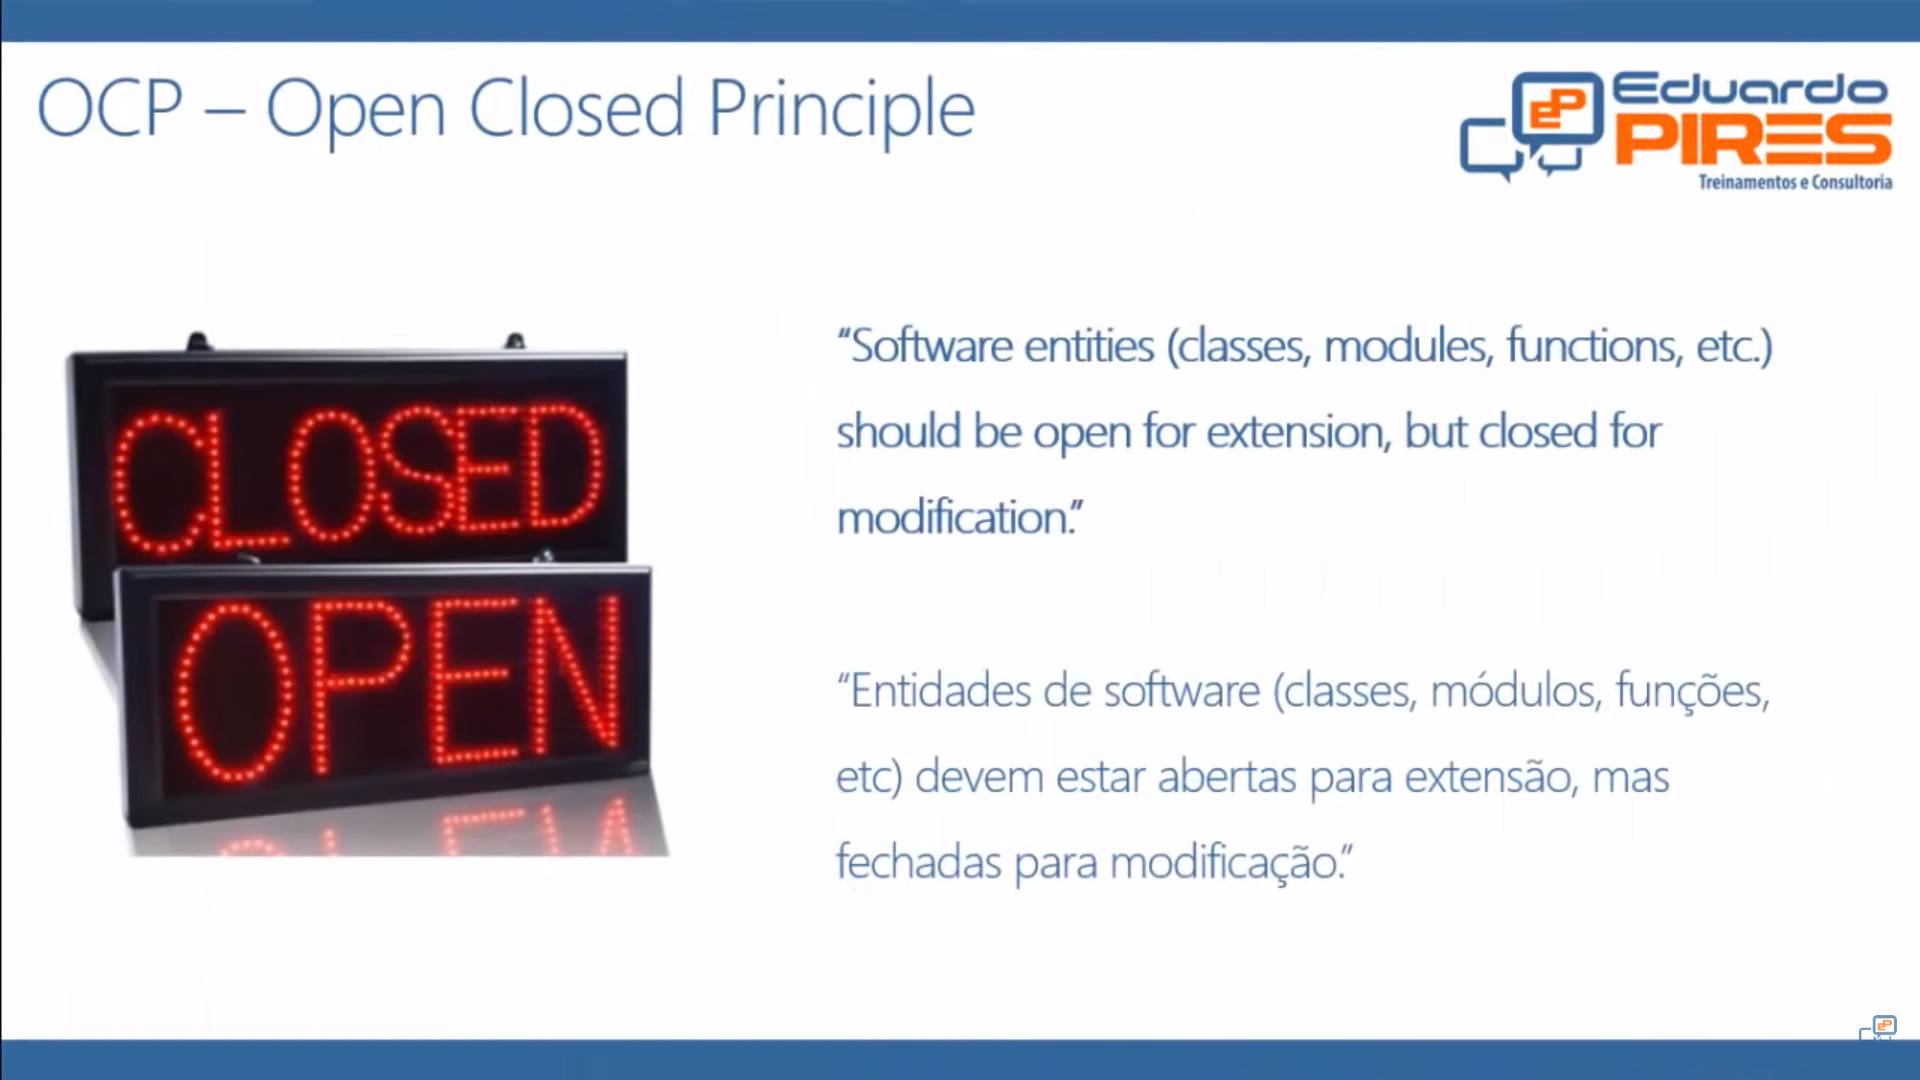 OCP – Open Closed Principle
Eduardo
PIRES
Treinamentos e Consultoria
CLOSED
OPEN
“Software entities (classes, modules, functions, etc.)
should be open for extension, but closed for
modification.”
“Entidades de software (classes, módulos, funções,
etc) devem estar abertas para extensão, mas
fechadas para modificação.”